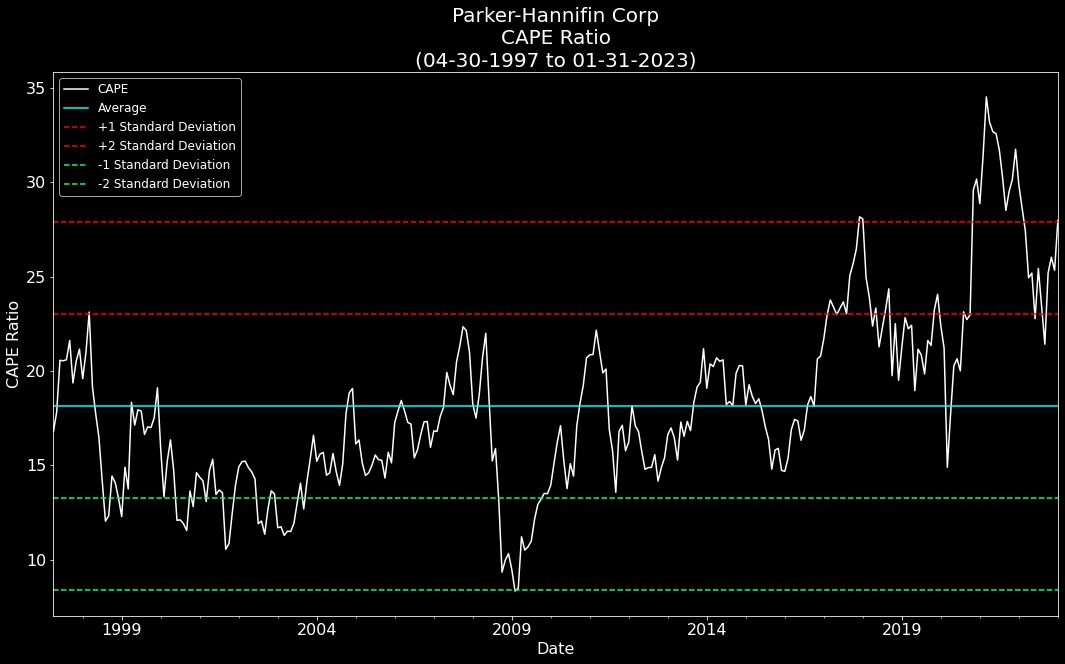 Parker-Hannifin Corp
CAPE Ratio
(04-30-1997 to 01-31-2023)
CAPE
Average
+1 Standard Deviation
+2 Standard Deviation
-1 Standard Deviation
-2 Standard Deviation
35
30
25
20
15
10
CAPE Ratio
1999
2004
2009
2014
2019
Date